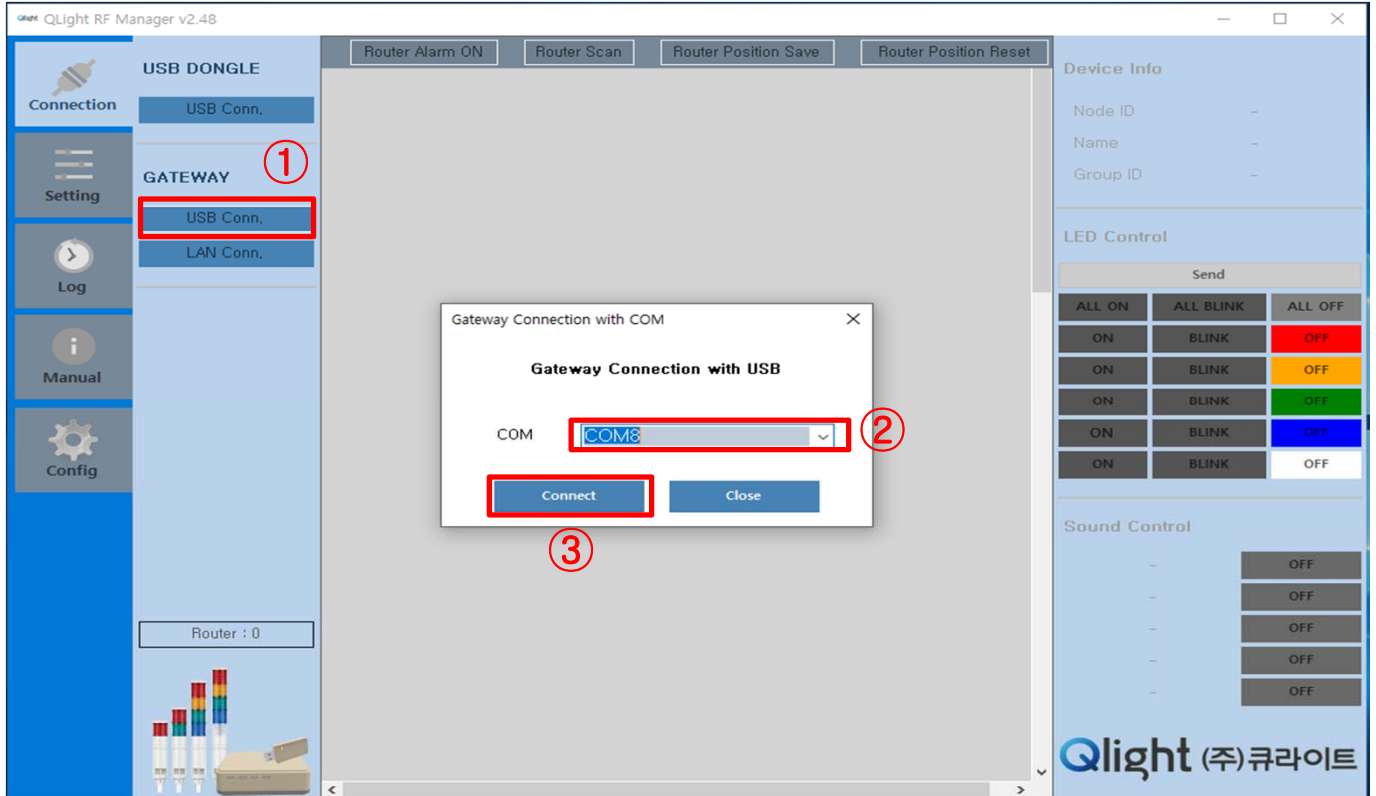 Qlight QLight RF Manager v2.48
Connection
Setting
Log
i
Manual
Config
USB DONGLE
USB Conn,
①
GATEWAY
USB Conn,
LAN Conn,
Router : 0
Router Alarm ON
Router Scan
Router Position Save
Router Position Reset
Gateway Connection with COM
Gateway Connection with USB
COM
COM8
②
Connect
Close
③
Device Info
Node ID -
Name -
Group ID -
LED Control
Send
ALL ON ALL BLINK ALL OFF
ON BLINK OFF
ON BLINK OFF
ON BLINK OFF
ON BLINK OFF
ON BLINK OFF
Sound Control
- OFF
- OFF
- OFF
- OFF
- OFF
Qlight (주)큐라이트